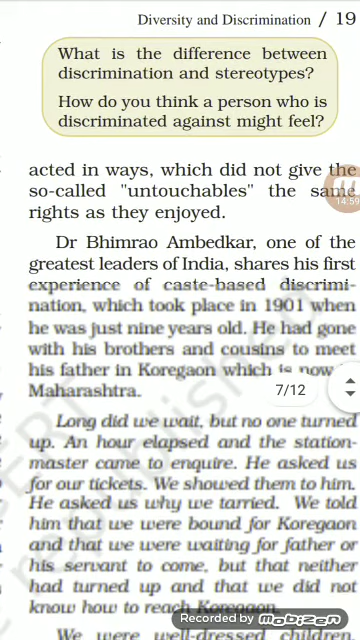 Diversity and Discrimination / 19
What is the difference between
discrimination and stereotypes?
How do you think a person who is
discriminated against might feel?
acted in ways, which did not give the
so-called "untouchables" the same
rights as they enjoyed.
14:59
Dr Bhimrao Ambedkar, one of the
greatest leaders of India, shares his first
experience of caste-based discrimi-
nation, which took place in 1901 when
he was just nine years old. He had gone
with his brothers and cousins to meet
his father in Koregaon which is now
Maharashtra.
7/12
Long did we wait, but no one turned
up. An hour elapsed and the station-
master came to enquire. He asked us
for our tickets. We showed them to him.
He asked us why we tarried. We told
him that we were bound for Koregaon
and that we were waiting for father or
his servant to come, but that neither
had turned up and that we did not
know how to reach Koregaon.
Recorded by mobizen
We were well-dressed children.